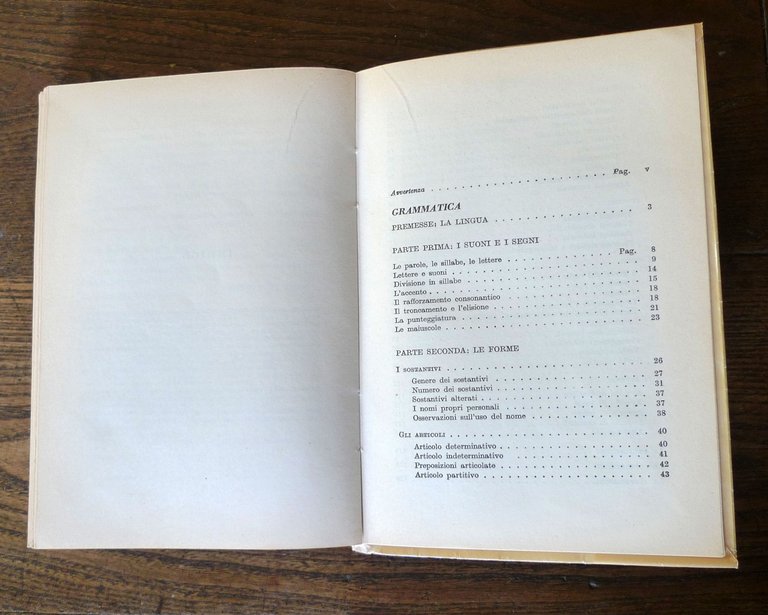 Avvertenza . . . . . . . . . . . . . . . . . . . Pag. v
GRAMMATICA
PREMESSE: LA LINGUA . . . . . . . . . . . . . . 3
PARTE PRIMA: I SUONI E I SEGNI
Le parole, le sillabe, le lettere . . . . . . . . . . . Pag. 8
Lettere e suoni . . . . . . . . . . . . . . . . . . 9
Divisione in sillabe . . . . . . . . . . . . . . . . 14
L'accento . . . . . . . . . . . . . . . . . . . . 15
Il rafforzamento consonantico . . . . . . . . . . . . 18
Il troncamento e l'elisione . . . . . . . . . . . . . 18
La punteggiatura . . . . . . . . . . . . . . . . . 21
Le maiuscole . . . . . . . . . . . . . . . . . . . 23
PARTE SECONDA: LE FORME
I SOSTANTIVI . . . . . . . . . . . . . . . . . . . 26
Genere dei sostantivi . . . . . . . . . . . . . . 27
Numero dei sostantivi . . . . . . . . . . . . . . 31
Sostantivi alterati . . . . . . . . . . . . . . . 37
I nomi propri personali . . . . . . . . . . . . . 37
Osservazioni sull'uso del nome . . . . . . . . . . 38
GLI ARTICOLI . . . . . . . . . . . . . . . . . . . 40
Articolo determinativo . . . . . . . . . . . . . . 40
Articolo indeterminativo . . . . . . . . . . . . . 41
Preposizioni articolate . . . . . . . . . . . . . 42
Articolo partitivo . . . . . . . . . . . . . . . . 43